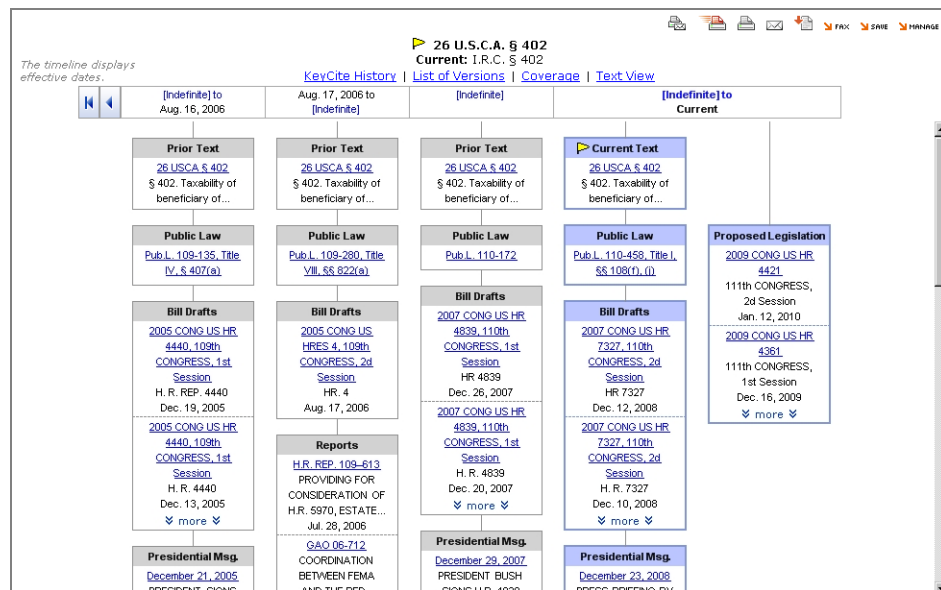 FAX SAVE MANAGE
26 U.S.C.A. § 402
Current: I.R.C. § 402
The timeline displays
effective dates.
KeyCite History | List of Versions | Coverage | Text View
[Indefinite] to
Aug. 16, 2006
Aug. 17, 2006 to
[Indefinite]
[Indefinite]
[Indefinite] to
Current
Prior Text
26 USCA § 402
§ 402. Taxability of
beneficiary of...
Public Law
Pub.L. 109-135, Title
IV, § 407(a)
Bill Drafts
2005 CONG US HR
4440, 109th
CONGRESS, 1st
Session
H. R. REP. 4440
Dec. 19, 2005
2005 CONG US HR
4440, 109th
CONGRESS, 1st
Session
H. R. 4440
Dec. 13, 2005
more
Presidential Msg.
December 21, 2005
PRESIDENT SIGNS
Prior Text
26 USCA § 402
§ 402. Taxability of
beneficiary of...
Public Law
Pub.L. 109-280, Title
VIII, §§ 822(a)
Bill Drafts
2005 CONG US
HRES 4, 109th
CONGRESS, 2d
Session
HR. 4
Aug. 17, 2006
Reports
H.R. REP. 109–613
PROVIDING FOR
CONSIDERATION OF
H.R. 5970, ESTATE...
Jul. 28, 2006
GAO 06-712
COORDINATION
BETWEEN FEMA
AND THE RED
Prior Text
26 USCA § 402
§ 402. Taxability of
beneficiary of...
Public Law
Pub.L. 110-172
Bill Drafts
2007 CONG US HR
4839, 110th
CONGRESS, 1st
Session
HR 4839
Dec. 26, 2007
2007 CONG US HR
4839, 110th
CONGRESS, 1st
Session
H. R. 4839
Dec. 20, 2007
more
Presidential Msg.
December 29, 2007
PRESIDENT BUSH
SIGNS H.R. 4839
Current Text
26 USCA § 402
§ 402. Taxability of
beneficiary of...
Public Law
Pub.L. 110-458, Title I,
§§ 108(f), (j)
Bill Drafts
2007 CONG US HR
7327, 110th
CONGRESS, 2d
Session
HR 7327
Dec. 12, 2008
2007 CONG US HR
7327, 110th
CONGRESS, 2d
Session
H. R. 7327
Dec. 10, 2008
more
Presidential Msg.
December 23, 2008
PRESS BRIEFING BY
Proposed Legislation
2009 CONG US HR
4421
111th CONGRESS,
2d Session
Jan. 12, 2010
2009 CONG US HR
4361
111th CONGRESS,
1st Session
Dec. 16, 2009
more